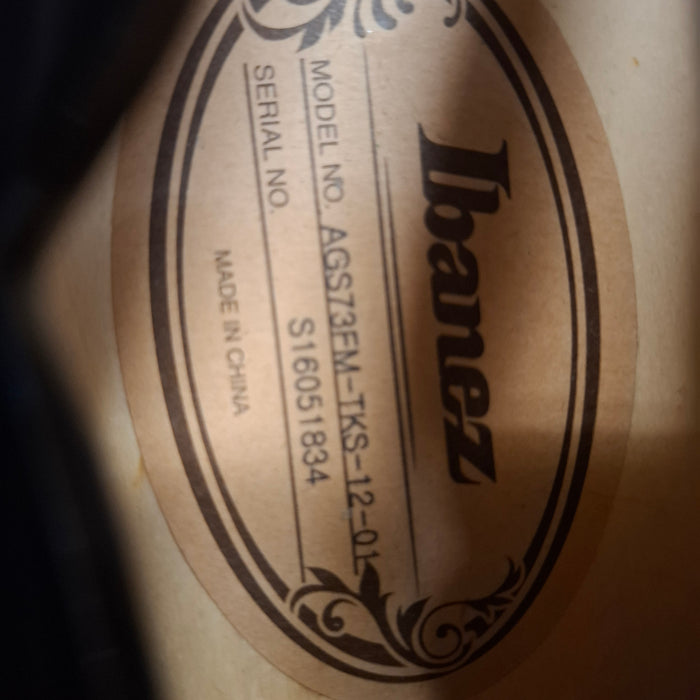 Ibanez
MODEL NO. AGS73FM-TKS-12-01
SERIAL NO. S16051834
MADE IN CHINA